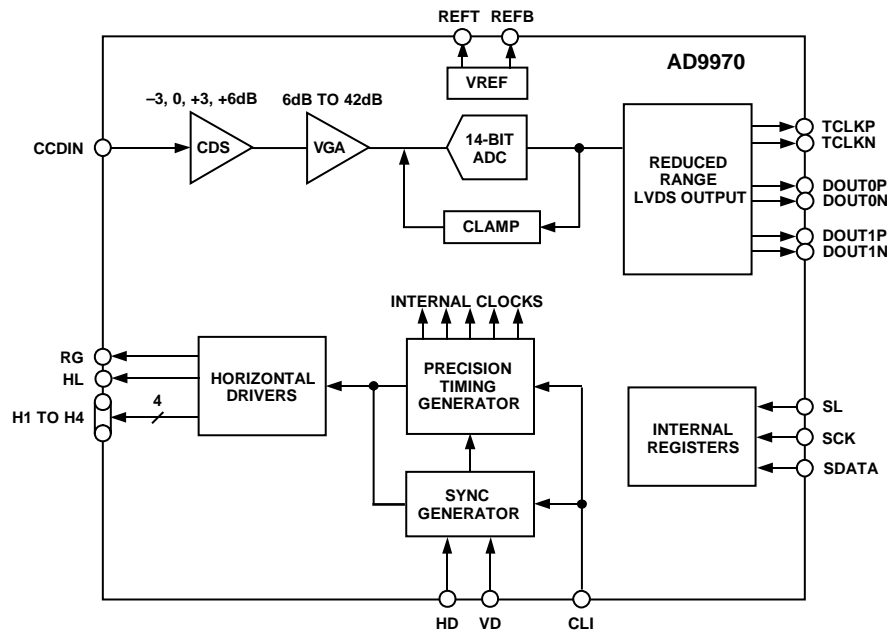 REFT REFB
AD9970
VREF
–3, 0, +3, +6dB
6dB TO 42dB
CCDIN
CDS
VGA
14-BIT
ADC
CLAMP
REDUCED
RANGE
LVDS OUTPUT
TCLKP
TCLKN
DOUT0P
DOUT0N
DOUT1P
DOUT1N
INTERNAL CLOCKS
RG
HL
H1 TO H4
4
HORIZONTAL
DRIVERS
PRECISION
TIMING
GENERATOR
SYNC
GENERATOR
INTERNAL
REGISTERS
SL
SCK
SDATA
HD VD CLI